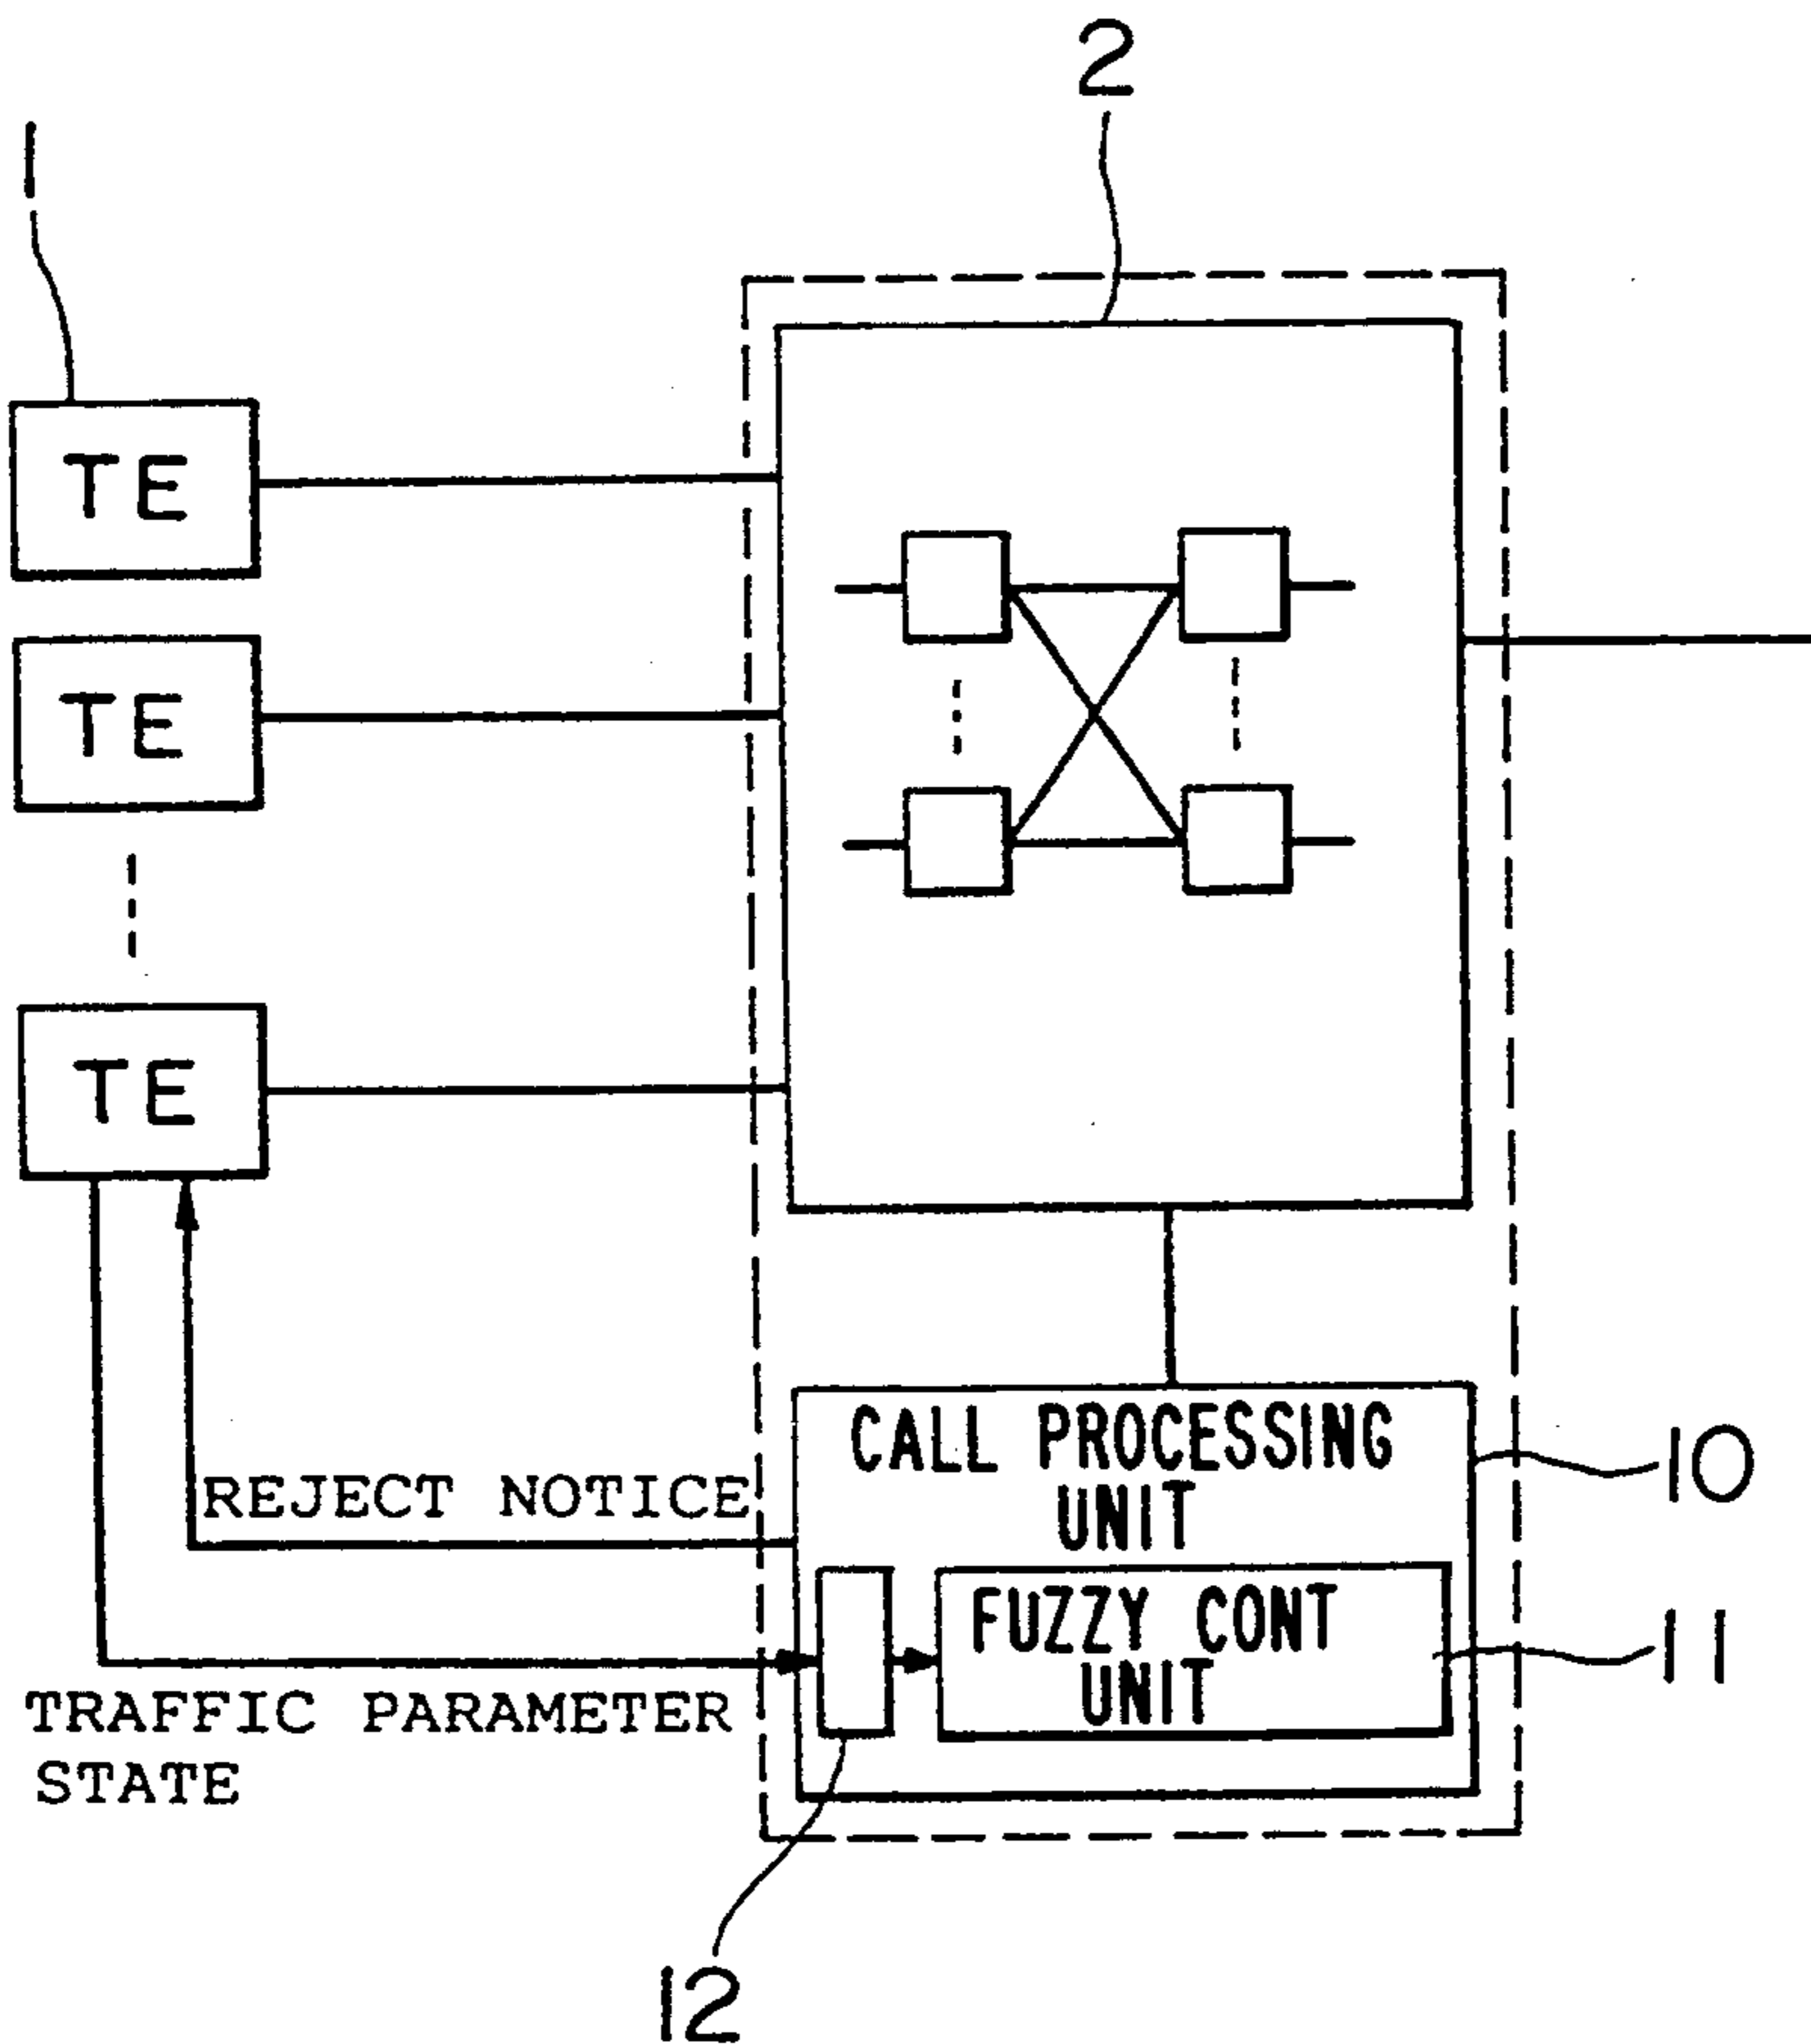 2
1
TE
TE
TE
CALL PROCESSING
UNIT
10
REJECT NOTICE
FUZZY CONT
UNIT
11
TRAFFIC PARAMETER
STATE
12